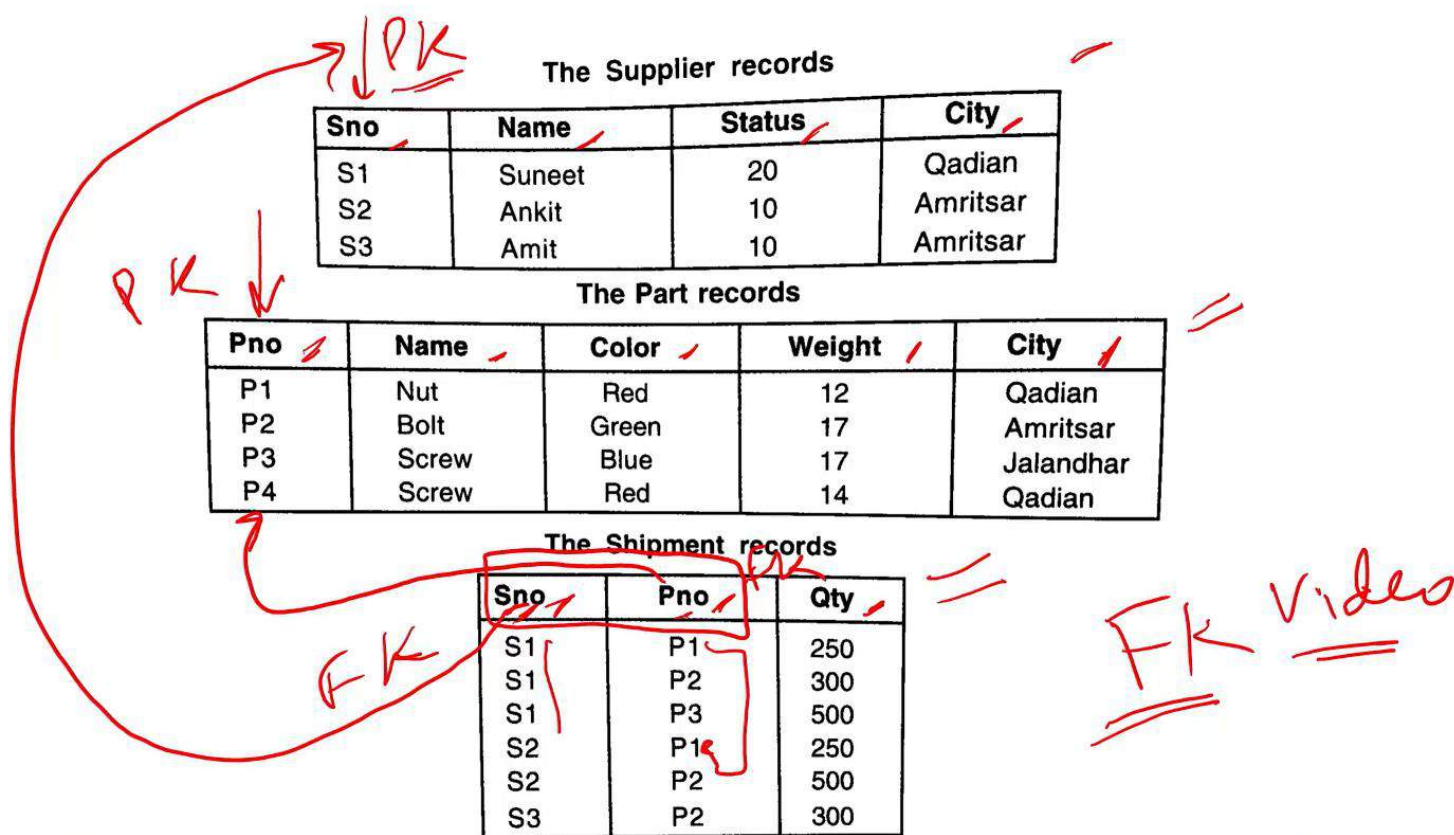 PK
The Supplier records
Sno Name Status City
S1 Suneet 20 Qadian
S2 Ankit 10 Amritsar
S3 Amit 10 Amritsar
PK
The Part records
Pno Name Color Weight City
P1 Nut Red 12 Qadian
P2 Bolt Green 17 Amritsar
P3 Screw Blue 17 Jalandhar
P4 Screw Red 14 Qadian
The Shipment records
Sno Pno Qty
S1 P1 250
S1 P2 300
S1 P3 500
S2 P1 250
S2 P2 500
S3 P2 300
FK
FK Video